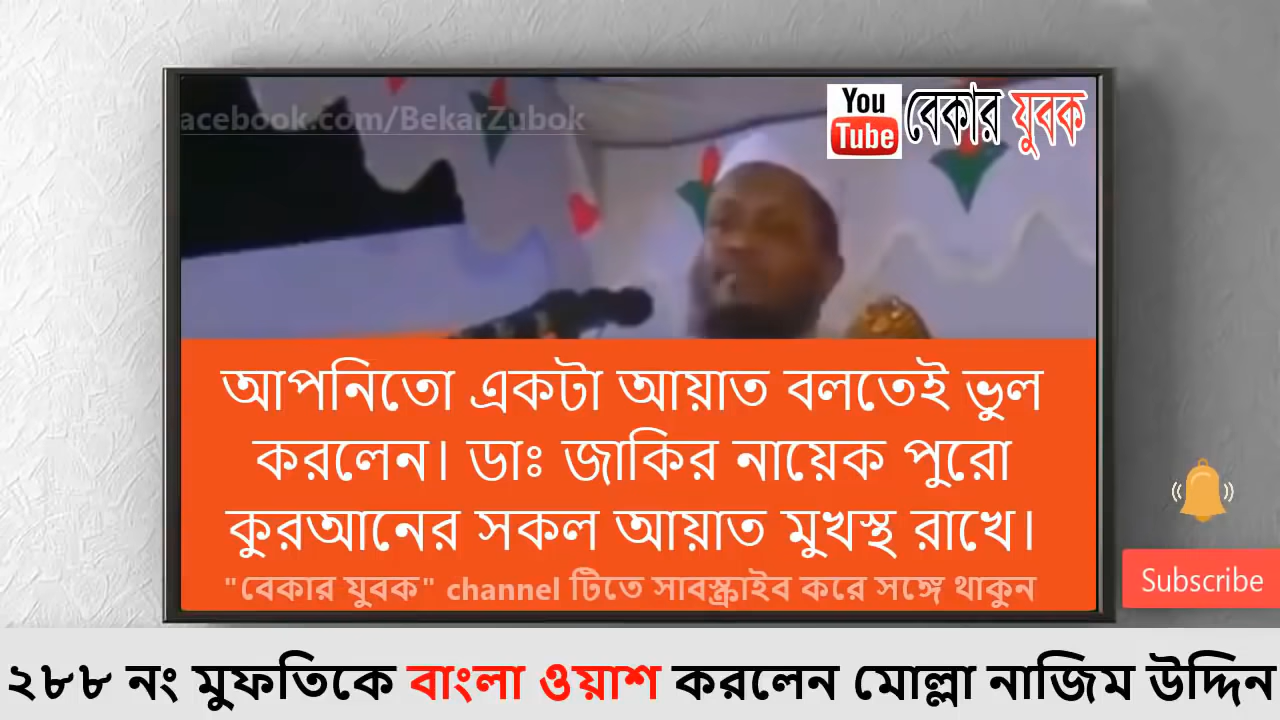 acebook.com/BekarZubok
You Tube বেকার যুবক
আপনিতো একটা আয়াত বলতেই ভুল
করলেন। ডাঃ জাকির নায়েক পুরো
কুরআনের সকল আয়াত মুখস্থ রাখে।
"বেকার যুবক" channel টিতে সাবস্ক্রাইব করে সঙ্গে থাকুন
Subscribe
২৮৮ নং মুফতিকে বাংলা ওয়াশ করলেন মোল্লা নাজিম উদ্দিন